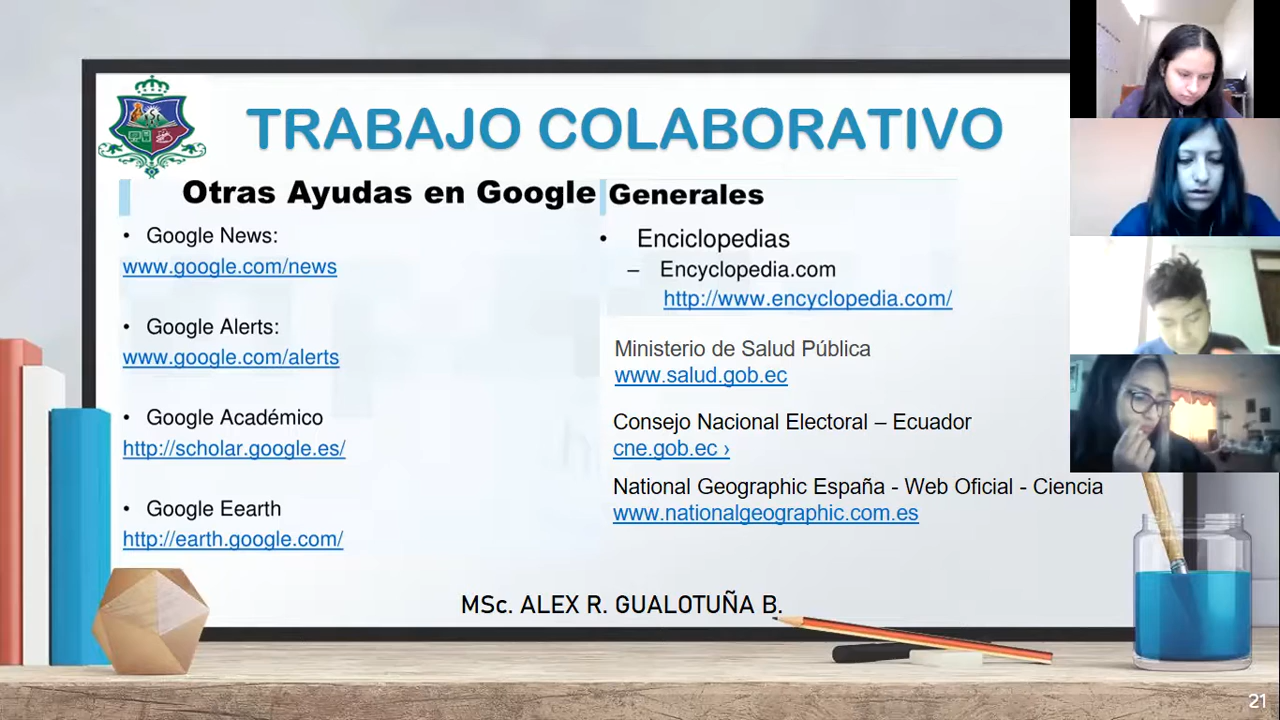 TRABAJO COLABORATIVO
Otras Ayudas en Google
• Google News:
www.google.com/news
• Google Alerts:
www.google.com/alerts
• Google Académico
http://scholar.google.es/
• Google Eearth
http://earth.google.com/
Generales
• Enciclopedias
– Encyclopedia.com
http://www.encyclopedia.com/
Ministerio de Salud Pública
www.salud.gob.ec
Consejo Nacional Electoral – Ecuador
cne.gob.ec ›
National Geographic España - Web Oficial - Ciencia
www.nationalgeographic.com.es
MSc. ALEX R. GUALOTUÑA B.
21